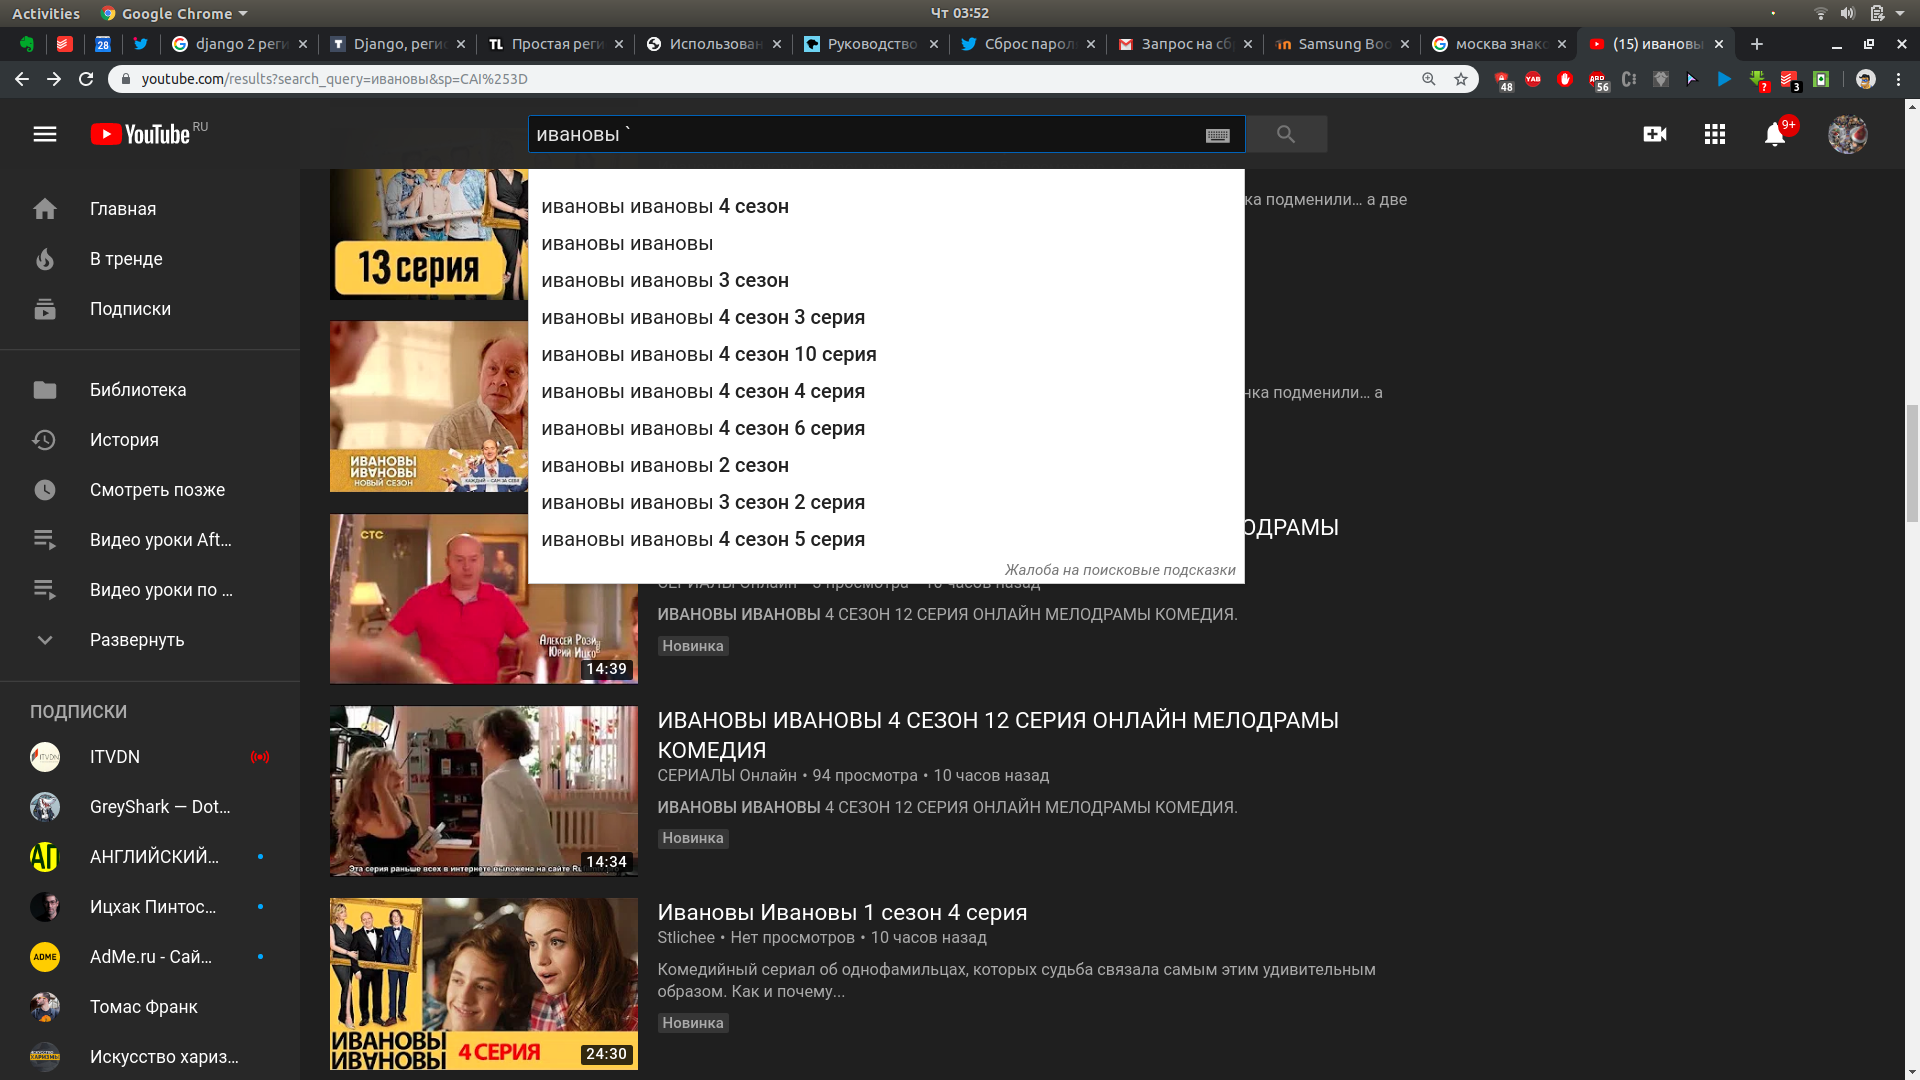 Activities
Google Chrome
Чт 03:52
28
django 2 реги
Django, реги
TL Простая реги
Использован
Руководство
Сброс парол
Запрос на сб
Samsung Boo
москва знако
(15) ивановы
youtube.com/results?search_query=ивановы&sp=CAI%253D
48
56
?
3
YouTube
RU
ивановы `
9+
Главная
В тренде
Подписки
Библиотека
История
Смотреть позже
Видео уроки Aft...
Видео уроки по ...
Развернуть
ПОДПИСКИ
ITVDN
GreyShark — Dot...
АНГЛИЙСКИЙ...
Ицхак Пинтос...
AdMe.ru - Сай...
Томас Франк
Искусство хариз...
ивановы ивановы 4 сезон
ивановы ивановы
ивановы ивановы 3 сезон
ивановы ивановы 4 сезон 3 серия
ивановы ивановы 4 сезон 10 серия
ивановы ивановы 4 сезон 4 серия
ивановы ивановы 4 сезон 6 серия
ивановы ивановы 2 сезон
ивановы ивановы 3 сезон 2 серия
ивановы ивановы 4 сезон 5 серия
Жалоба на поисковые подсказки
13 серия
ка подменили... а две
ИВАНОВЫ
ИВАНОВЫ
НОВЫЙ СЕЗОН
КАЖДЫЙ – САМ ЗА СЕБЯ
нка подменили... а
СТС
14:39
ОДРАМЫ
СЕРИАЛЫ Онлайн
ИВАНОВЫ ИВАНОВЫ 4 СЕЗОН 12 СЕРИЯ ОНЛАЙН МЕЛОДРАМЫ КОМЕДИЯ.
Новинка
Эта серия раньше всех в интернете выложена на сайте
14:34
ИВАНОВЫ ИВАНОВЫ 4 СЕЗОН 12 СЕРИЯ ОНЛАЙН МЕЛОДРАМЫ
КОМЕДИЯ
СЕРИАЛЫ Онлайн • 94 просмотра • 10 часов назад
ИВАНОВЫ ИВАНОВЫ 4 СЕЗОН 12 СЕРИЯ ОНЛАЙН МЕЛОДРАМЫ КОМЕДИЯ.
Новинка
ИВАНОВЫ
ИВАНОВЫ
4 СЕРИЯ
24:30
Ивановы Ивановы 1 сезон 4 серия
Stlichee • Нет просмотров • 10 часов назад
Комедийный сериал об однофамильцах, которых судьба связала самым этим удивительным
образом. Как и почему...
Новинка